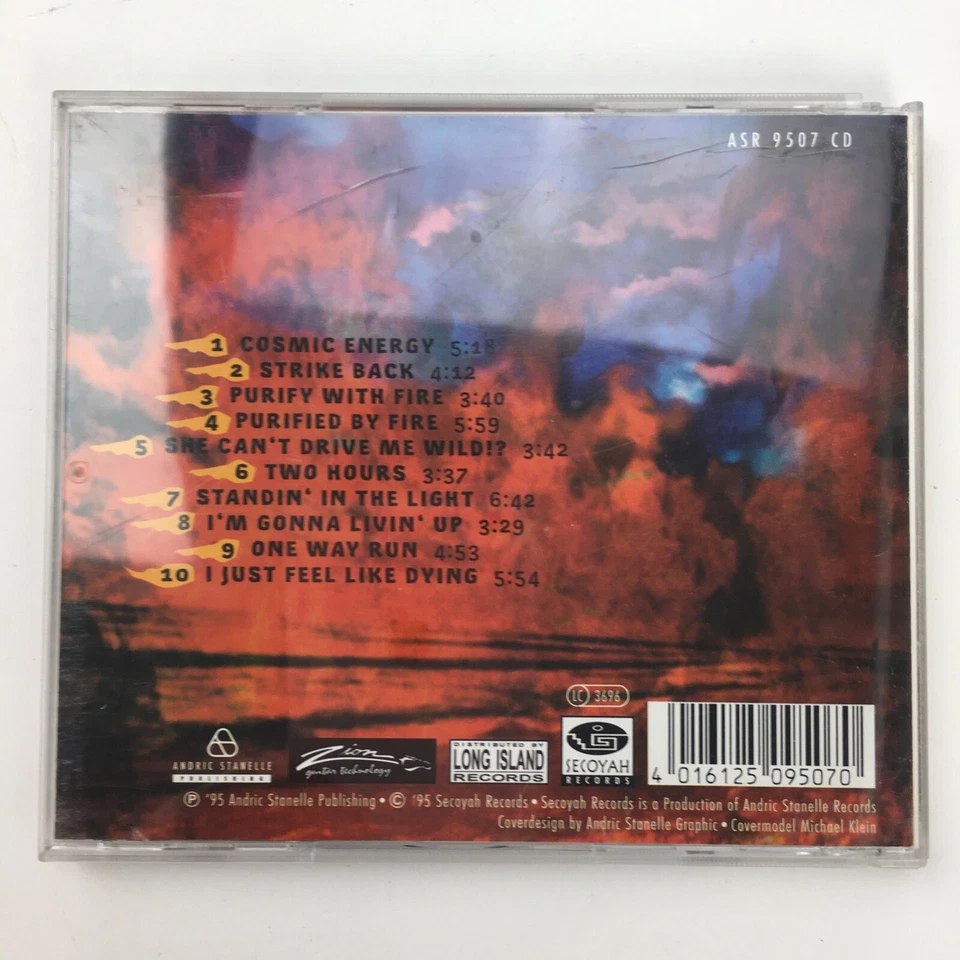 ASR 9507 CD
1 COSMIC ENERGY 5:18
2 STRIKE BACK 4:12
3 PURIFY WITH FIRE 3:40
4 PURIFIED BY FIRE 5:59
5 SHE CAN'T DRIVE ME WILD!? 3:42
6 TWO HOURS 3:37
7 STANDIN' IN THE LIGHT 6:42
8 I'M GONNA LIVIN' UP 3:29
9 ONE WAY RUN 4:53
10 I JUST FEEL LIKE DYING 5:54
LC 3696
ANDRIC STANELLE
PUBLISHING
Zion
guitar technology
DISTRIBUTED BY
LONG ISLAND
RECORDS
SECOYAH
RECORDS
4 016125 095070
℗ '95 Andric Stanelle Publishing • © '95 Secoyah Records • Secoyah Records is a Production of Andric Stanelle Records
Coverdesign by Andric Stanelle Graphic • Covermodel Michael Klein